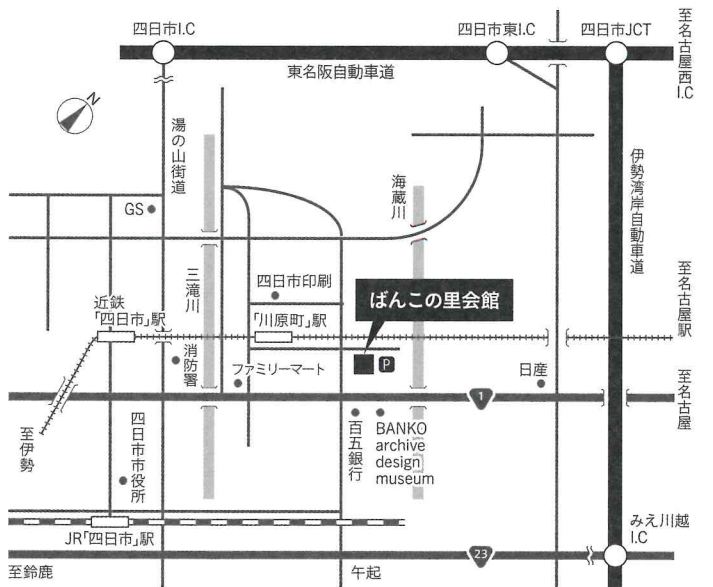 四日市I.C
四日市東I.C
四日市JCT
至名古屋西I.C
東名阪自動車道
N
湯の山街道
海蔵川
伊勢湾岸自動車道
GS
三滝川
四日市印刷
ばんこの里会館
至名古屋駅
近鉄
「四日市」駅
「川原町」駅
消防署
ファミリーマート
P
日産
至名古屋
1
至伊勢
四日市市役所
百五銀行
BANKO
archive
design
museum
JR「四日市」駅
みえ川越
I.C
23
至鈴鹿
午起